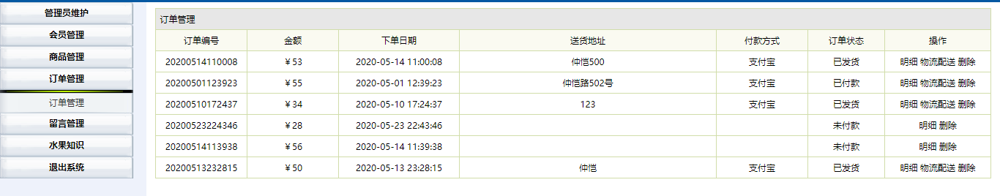 管理员维护
会员管理
商品管理
订单管理
订单管理
留言管理
水果知识
退出系统
订单管理
订单编号 金额 下单日期 送货地址 付款方式 订单状态 操作
20200514110008 ¥53 2020-05-14 11:00:08 仲恺500 支付宝 已发货 明细 物流配送 删除
20200501123923 ¥55 2020-05-01 12:39:23 仲恺路502号 支付宝 已付款 明细 物流配送 删除
20200510172437 ¥34 2020-05-10 17:24:37 123 支付宝 已发货 明细 物流配送 删除
20200523224346 ¥28 2020-05-23 22:43:46 未付款 明细 删除
20200514113938 ¥56 2020-05-14 11:39:38 未付款 明细 删除
20200513232815 ¥50 2020-05-13 23:28:15 仲恺 支付宝 已发货 明细 物流配送 删除